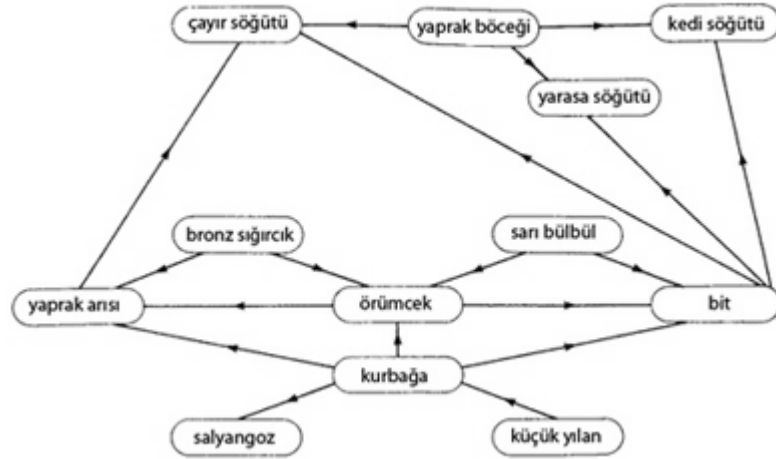 çayır söğütü
yaprak böceği
kedi söğütü
yarasa söğütü
bronz sığırcık
sarı bülbül
yaprak arısı
örümcek
bit
kurbağa
salyangoz
küçük yılan